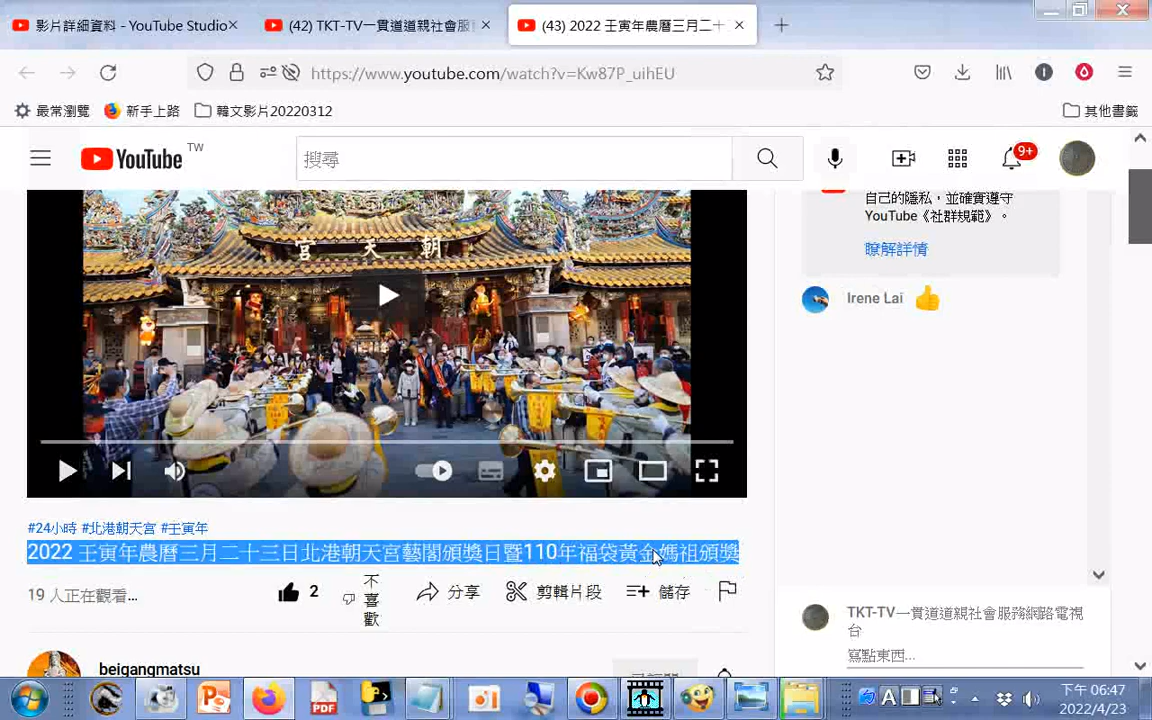 影片詳細資料 - YouTube Studio
(42) TKT-TV一貫道道親社會服
(43) 2022 壬寅年農曆三月二十
https://www.youtube.com/watch?v=Kw87P_uihEU
最常瀏覽
新手上路
韓文影片20220312
其他書籤
YouTube TW
搜尋
9+
朝天宮
自己的隱私，並確實遵守
YouTube《社群規範》。
瞭解詳情
Irene Lai
#24小時 #北港朝天宮 #壬寅年
2022 壬寅年農曆三月二十三日北港朝天宮藝閣頒獎日暨110年福袋黃金媽祖頒獎
19 人正在觀看...
2
不喜歡
分享
剪輯片段
儲存
TKT-TV一貫道道親社會服務網路電視
台
寫點東西...
beigangmatsu
PDF
A
下午 06:47
2022/4/23